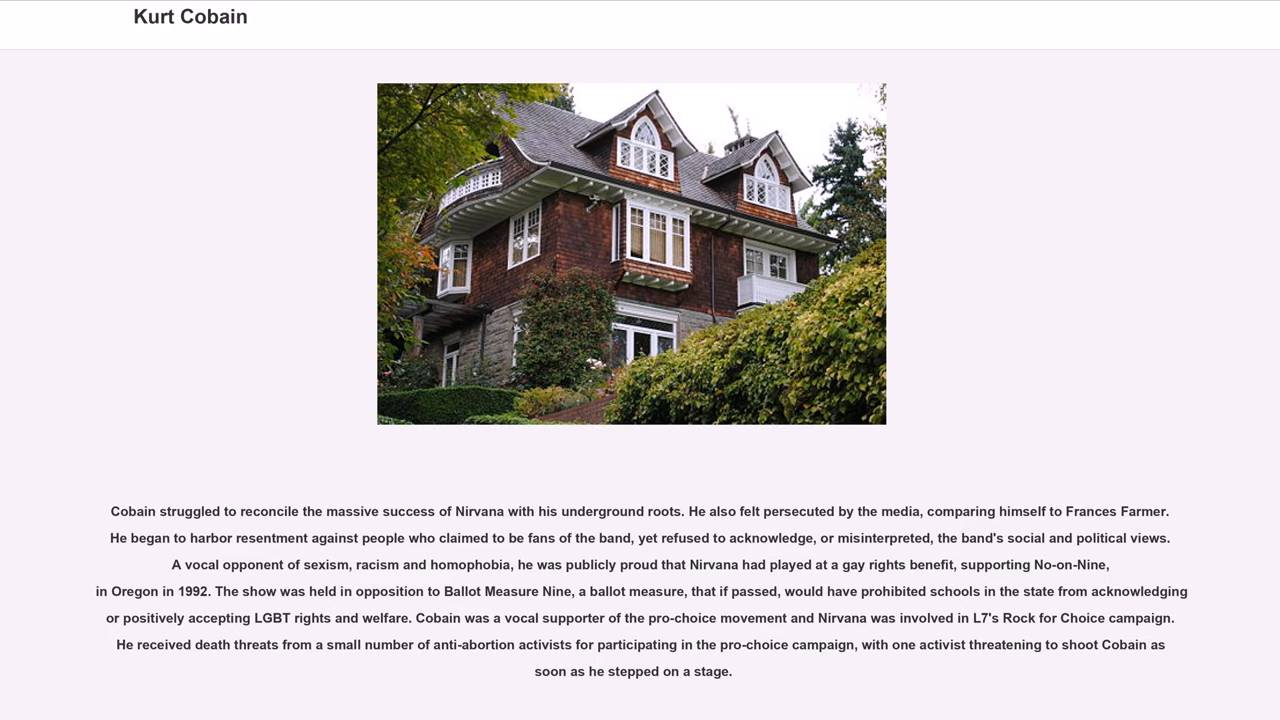 Kurt Cobain
Cobain struggled to reconcile the massive success of Nirvana with his underground roots. He also felt persecuted by the media, comparing himself to Frances Farmer.
He began to harbor resentment against people who claimed to be fans of the band, yet refused to acknowledge, or misinterpreted, the band's social and political views.
A vocal opponent of sexism, racism and homophobia, he was publicly proud that Nirvana had played at a gay rights benefit, supporting No-on-Nine,
in Oregon in 1992. The show was held in opposition to Ballot Measure Nine, a ballot measure, that if passed, would have prohibited schools in the state from acknowledging
or positively accepting LGBT rights and welfare. Cobain was a vocal supporter of the pro-choice movement and Nirvana was involved in L7's Rock for Choice campaign.
He received death threats from a small number of anti-abortion activists for participating in the pro-choice campaign, with one activist threatening to shoot Cobain as
soon as he stepped on a stage.